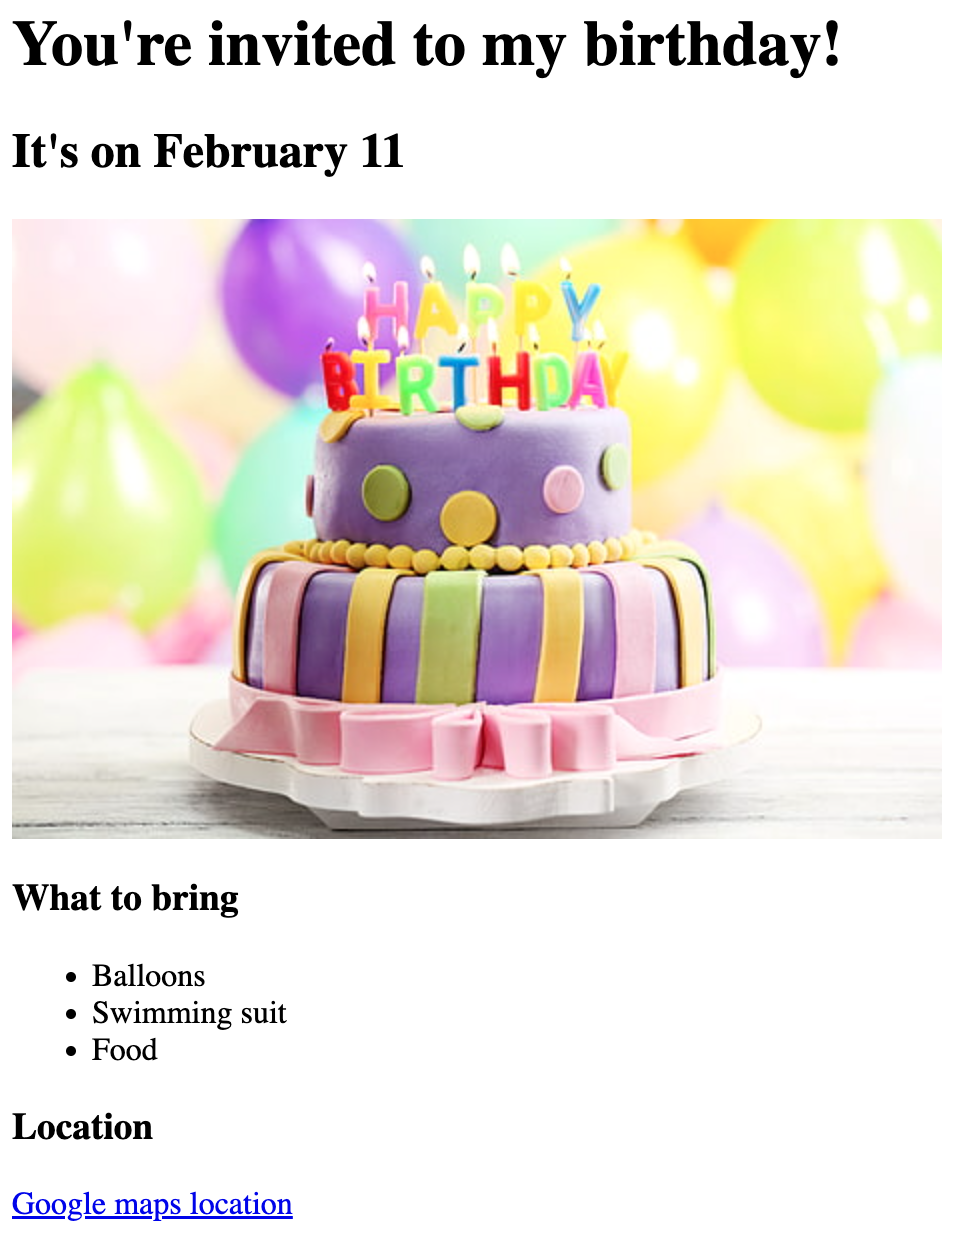 You're invited to my birthday!
It's on February 11
HAPPY
BIRTHDAY
What to bring
Balloons
Swimming suit
Food
Location
Google maps location